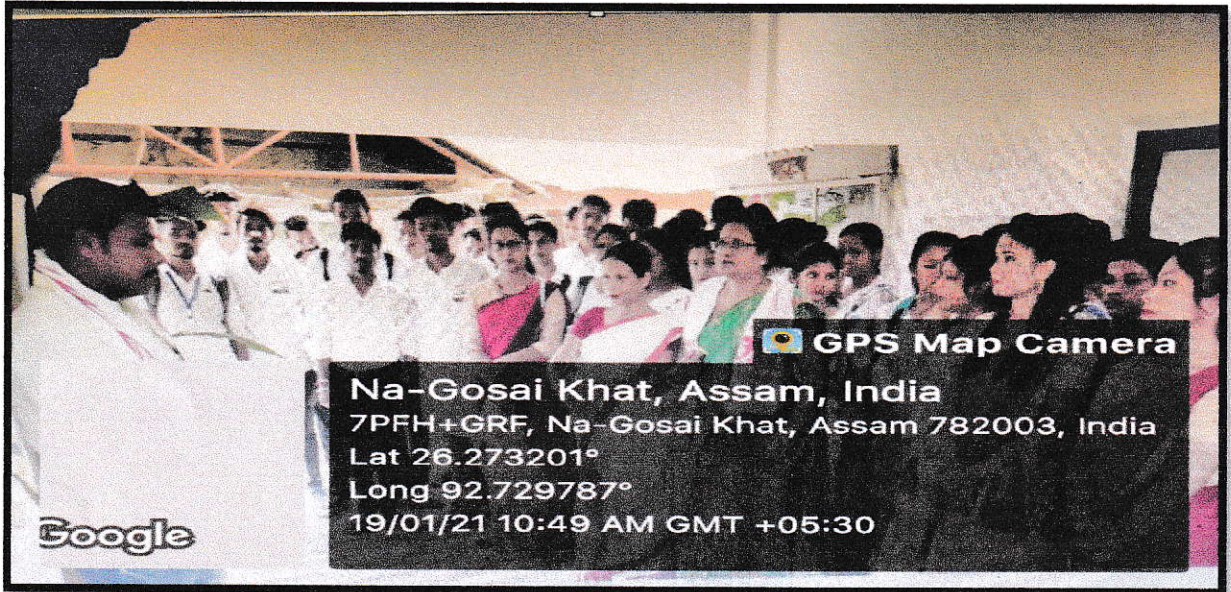 GPS Map Camera
Na-Gosai Khat, Assam, India
7PFH+GRF, Na-Gosai Khat, Assam 782003, India
Lat 26.273201°
Long 92.729787°
19/01/21 10:49 AM GMT +05:30
Google